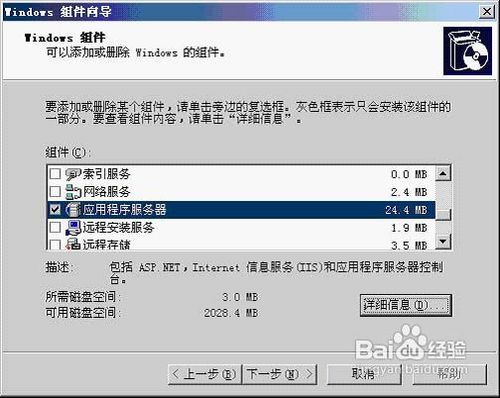 Windows 组件向导
Windows 组件
可以添加或删除 Windows 的组件。
要添加或删除某个组件，请单击旁边的复选框。灰色框表示只会安装该组件的
一部分。要查看组件内容，请单击“详细信息”。
组件(C):
索引服务 0.0 MB
网络服务 2.4 MB
应用程序服务器 24.4 MB
远程安装服务 1.9 MB
远程存储 3.5 MB
描述: 包括 ASP.NET，Internet 信息服务(IIS)和应用程序服务器控制
台。
所需磁盘空间: 3.0 MB
可用磁盘空间: 2028.4 MB
详细信息(D)...
< 上一步(B) 下一步(N) > 取消 帮助
Baidu 经验
jingyan.baidu.com